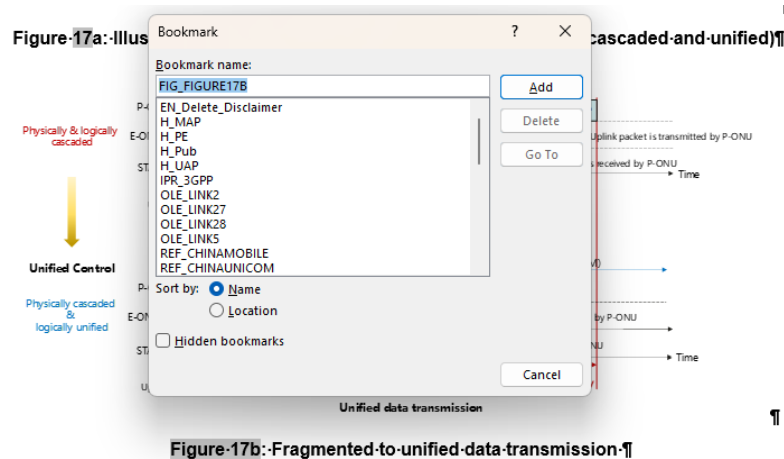 Figure·17a:·Illus
cascaded·and·unified)¶
Bookmark
?
Bookmark name:
FIG_FIGURE17B
Add
EN_Delete_Disclaimer
H_MAP
H_PE
H_Pub
H_UAP
IPR_3GPP
OLE_LINK2
OLE_LINK27
OLE_LINK28
OLE_LINK5
REF_CHINAMOBILE
REF_CHINAUNICOM
Delete
Go To
Sort by:
Name
Location
Hidden bookmarks
Cancel
Physically & logically
cascaded
Uplink packet is transmitted by P-ONU
received by P-ONU
Time
Unified Control
Physically cascaded
&
logically unified
by P-ONU
Time
Unified data transmission
¶
Figure·17b:·Fragmented·to·unified·data·transmission·¶